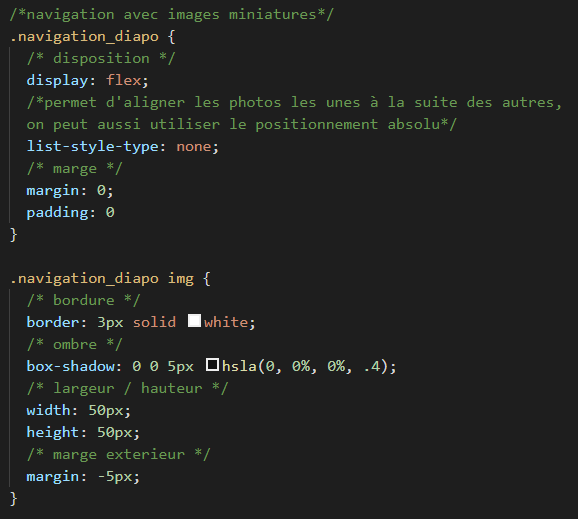 /*navigation avec images miniatures*/
.navigation_diapo {
/* disposition */
display: flex;
/*permet d'aligner les photos les unes à la suite des autres,
on peut aussi utiliser le positionnement absolu*/
list-style-type: none;
/* marge */
margin: 0;
padding: 0
}
.navigation_diapo img {
/* bordure */
border: 3px solid white;
/* ombre */
box-shadow: 0 0 5px hsla(0, 0%, 0%, .4);
/* largeur / hauteur */
width: 50px;
height: 50px;
/* marge exterieur */
margin: -5px;
}